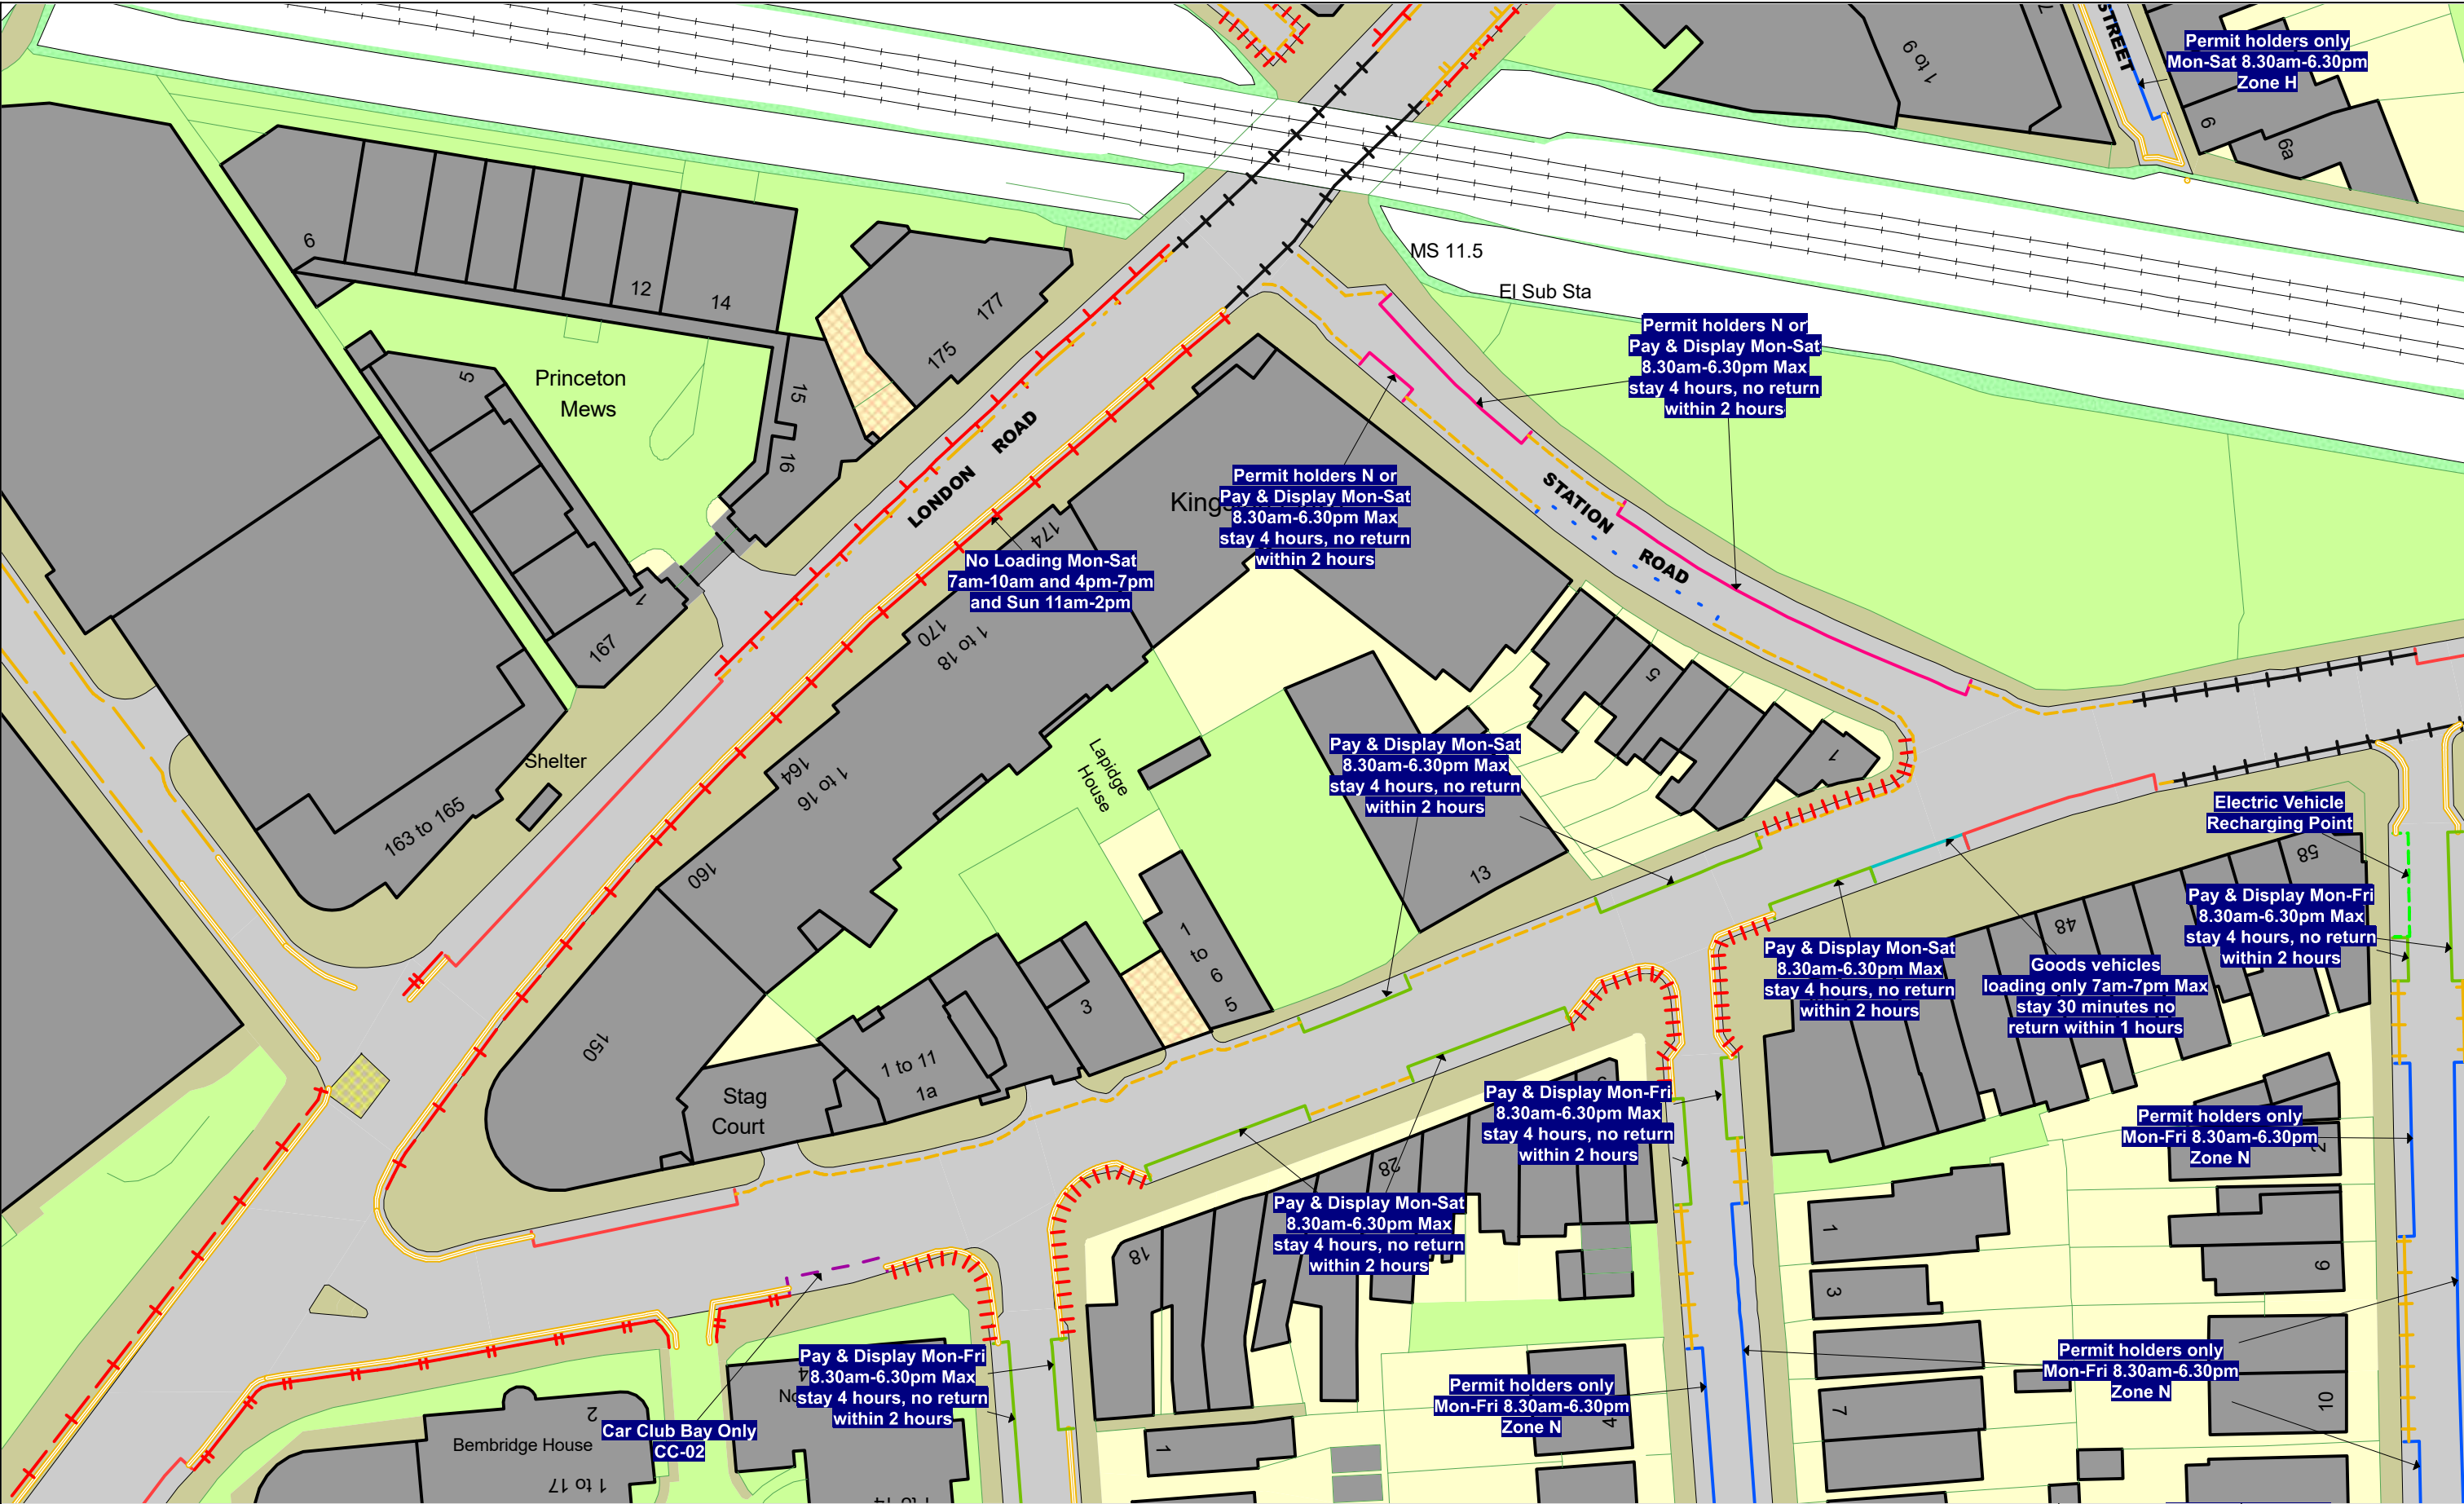 STREET
Permit holders only
Mon-Sat 8.30am-6.30pm
Zone H
1 to 9
6
6a
MS 11.5
El Sub Sta
6
12
14
177
175
5
Princeton
Mews
15
16
1
167
LONDON ROAD
Permit holders N or
Pay & Display Mon-Sat
8.30am-6.30pm Max
stay 4 hours, no return
within 2 hours
Permit holders N or
Pay & Display Mon-Sat
8.30am-6.30pm Max
stay 4 hours, no return
within 2 hours
STATION ROAD
174
No Loading Mon-Sat
7am-10am and 4pm-7pm
and Sun 11am-2pm
170
1 to 18
5
1
Shelter
163 to 165
164
1 to 16
Lapidge
House
160
Pay & Display Mon-Sat
8.30am-6.30pm Max
stay 4 hours, no return
within 2 hours
13
Electric Vehicle
Recharging Point
58
Pay & Display Mon-Fri
8.30am-6.30pm Max
stay 4 hours, no return
within 2 hours
48
Pay & Display Mon-Sat
8.30am-6.30pm Max
stay 4 hours, no return
within 2 hours
Goods vehicles
loading only 7am-7pm Max
stay 30 minutes no
return within 1 hours
150
1 to 11
1a
3
1
to
6
5
Stag
Court
Pay & Display Mon-Fri
8.30am-6.30pm Max
stay 4 hours, no return
within 2 hours
Permit holders only
Mon-Fri 8.30am-6.30pm
Zone N
2
28
18
Pay & Display Mon-Sat
8.30am-6.30pm Max
stay 4 hours, no return
within 2 hours
1
3
7
6
10
Permit holders only
Mon-Fri 8.30am-6.30pm
Zone N
Pay & Display Mon-Fri
8.30am-6.30pm Max
stay 4 hours, no return
within 2 hours
Permit holders only
Mon-Fri 8.30am-6.30pm
Zone N
4
1
Car Club Bay Only
CC-02
2
Bembridge House
1 to 17